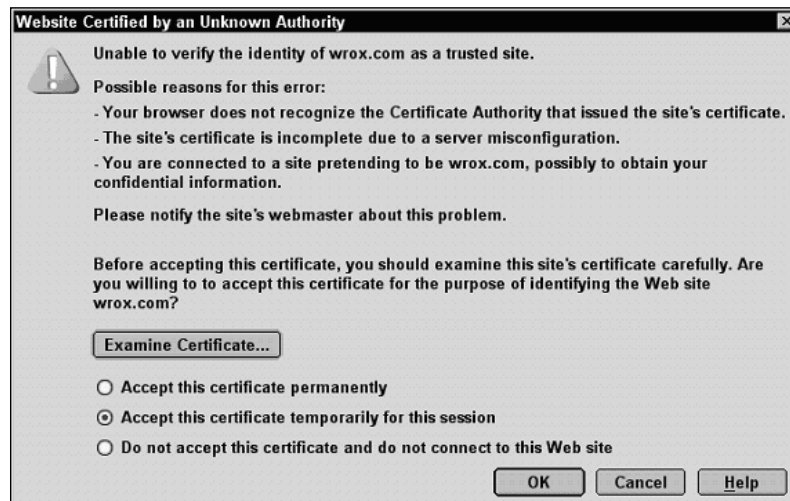 Website Certified by an Unknown Authority
Unable to verify the identity of wrox.com as a trusted site.
Possible reasons for this error:
- Your browser does not recognize the Certificate Authority that issued the site's certificate.
- The site's certificate is incomplete due to a server misconfiguration.
- You are connected to a site pretending to be wrox.com, possibly to obtain your
confidential information.
Please notify the site's webmaster about this problem.
Before accepting this certificate, you should examine this site's certificate carefully. Are
you willing to to accept this certificate for the purpose of identifying the Web site
wrox.com?
Examine Certificate...
Accept this certificate permanently
Accept this certificate temporarily for this session
Do not accept this certificate and do not connect to this Web site
OK Cancel Help